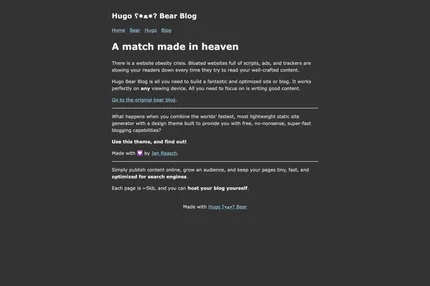 Hugo ʕ•ᴥ•ʔ Bear Blog
Home Bear Hugo Blog
A match made in heaven
There is a website obesity crisis. Bloated websites full of scripts, ads, and trackers are
slowing your readers down every time they try to read your well-crafted content.
Hugo Bear Blog is all you need to build a fantastic and optimized site or blog. It works
perfectly on any viewing device. All you need to focus on is writing good content.
Go to the original bear blog.
What happens when you combine the worlds' fastest, most lightweight static site
generator with a design theme built to provide you with free, no-nonsense, super-fast
blogging capabilities?
Use this theme, and find out!
Made with 💟 by Jan Raasch.
Simply publish content online, grow an audience, and keep your pages tiny, fast, and
optimized for search engines.
Each page is ~5kb, and you can host your blog yourself.
Made with Hugo ʕ•ᴥ•ʔ Bear